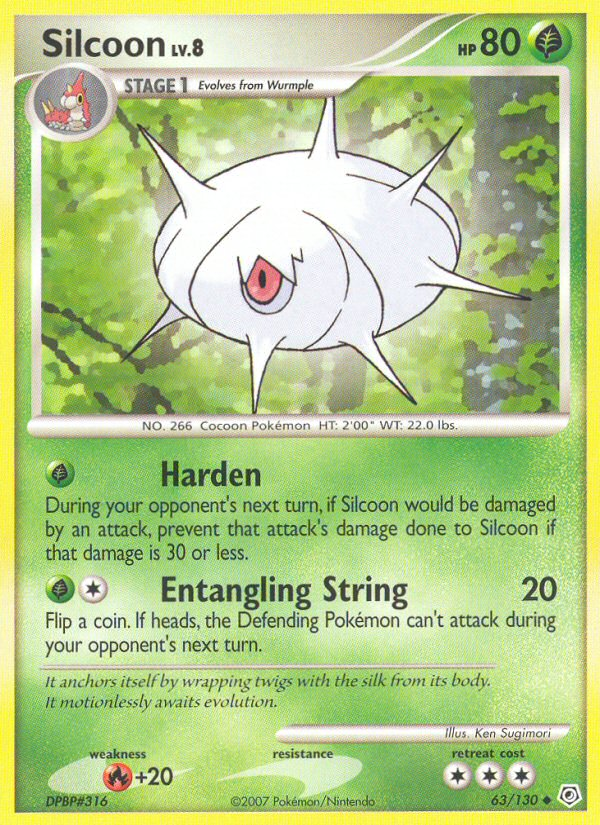 Silcoon LV.8
HP 80
STAGE 1 Evolves from Wurmple
NO. 266 Cocoon Pokémon HT: 2'00" WT: 22.0 lbs.
Harden
During your opponent's next turn, if Silcoon would be damaged
by an attack, prevent that attack's damage done to Silcoon if
that damage is 30 or less.
Entangling String 20
Flip a coin. If heads, the Defending Pokémon can't attack during
your opponent's next turn.
It anchors itself by wrapping twigs with the silk from its body.
It motionlessly awaits evolution.
Illus. Ken Sugimori
weakness resistance retreat cost
+20
DPBP#316 ©2007 Pokémon/Nintendo 63/130